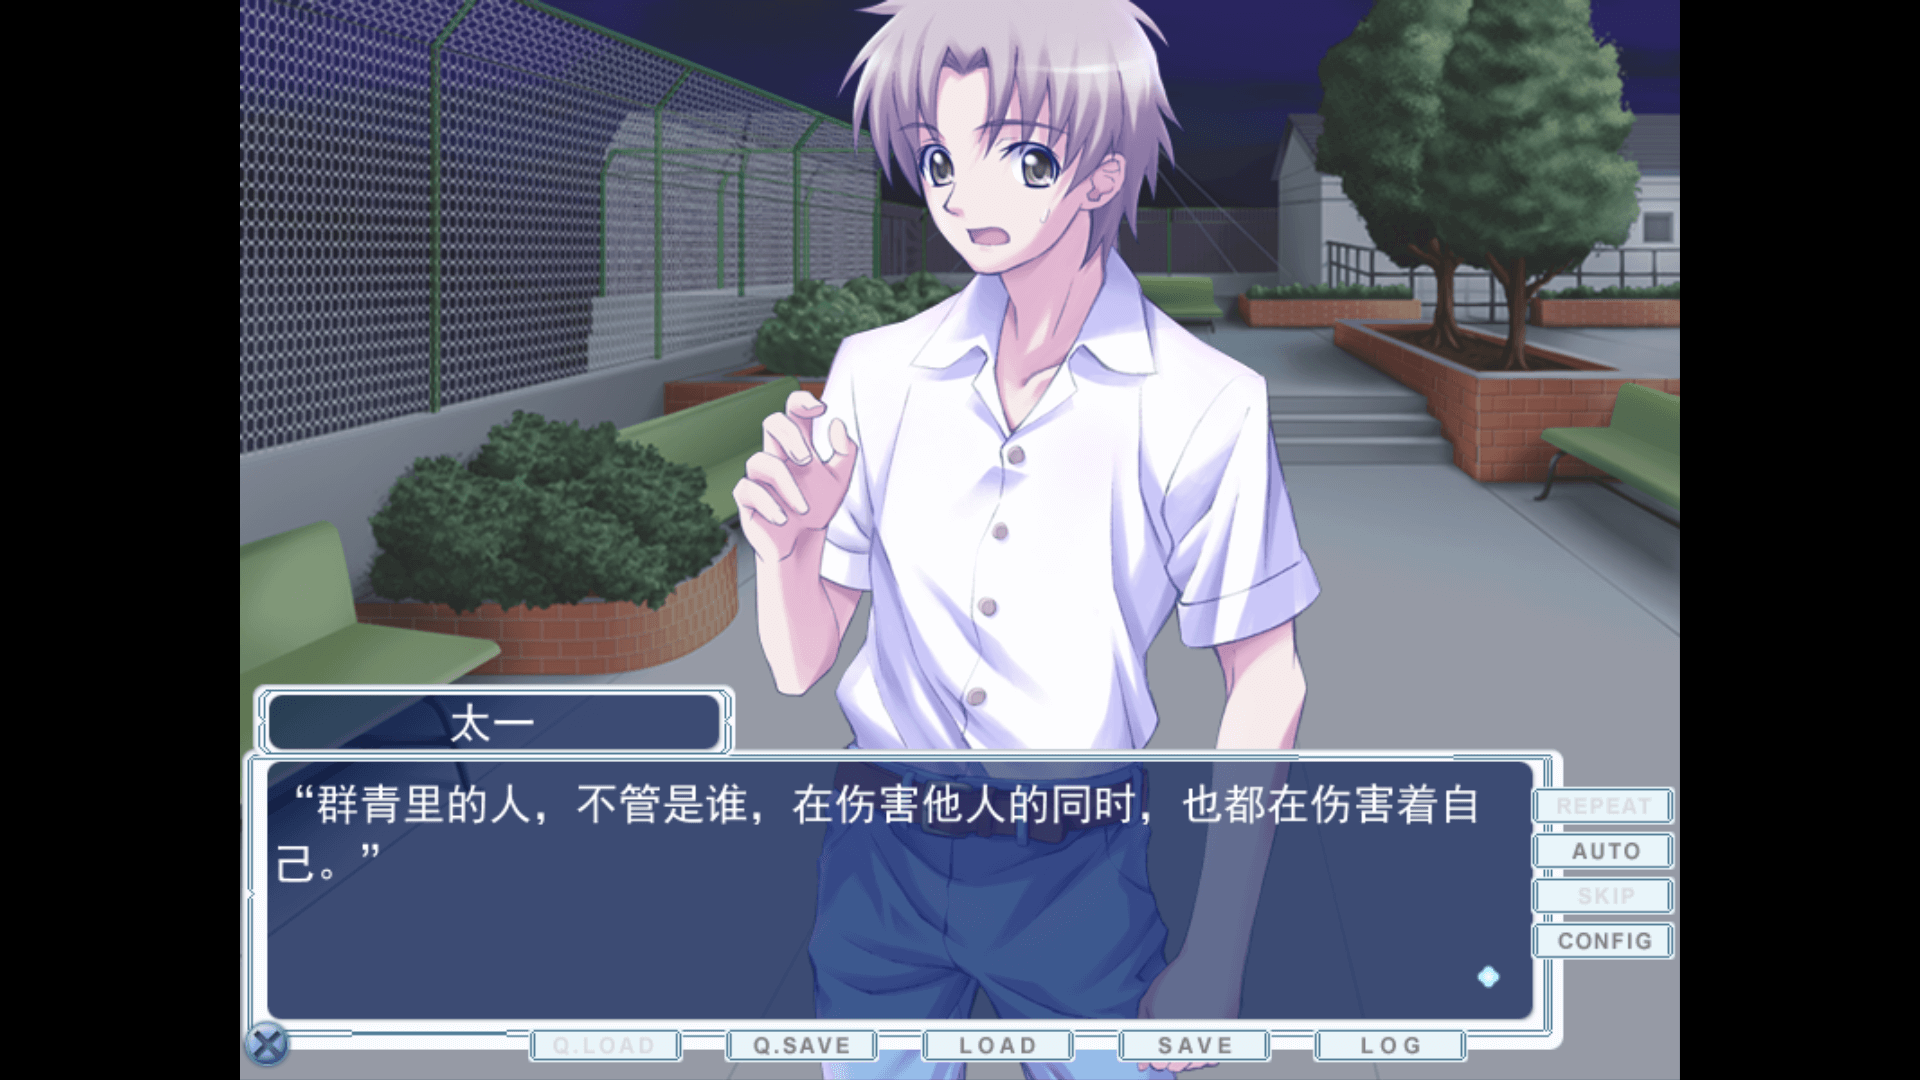 太一
“群青里的人，不管是谁，在伤害他人的同时，也都在伤害着自
己。”
REPEAT
AUTO
SKIP
CONFIG
Q.LOAD
Q.SAVE
LOAD
SAVE
LOG